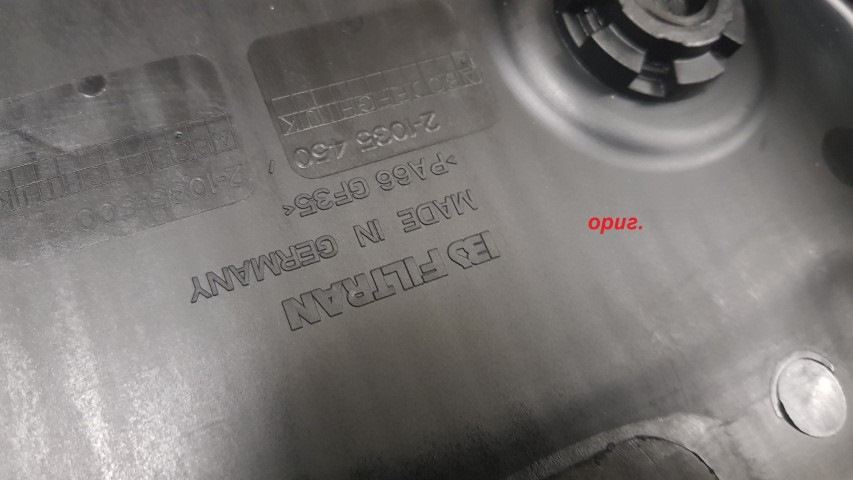 FILTRAN
MADE IN GERMANY
>PA66 GF35<
2-1035 450
ориг.